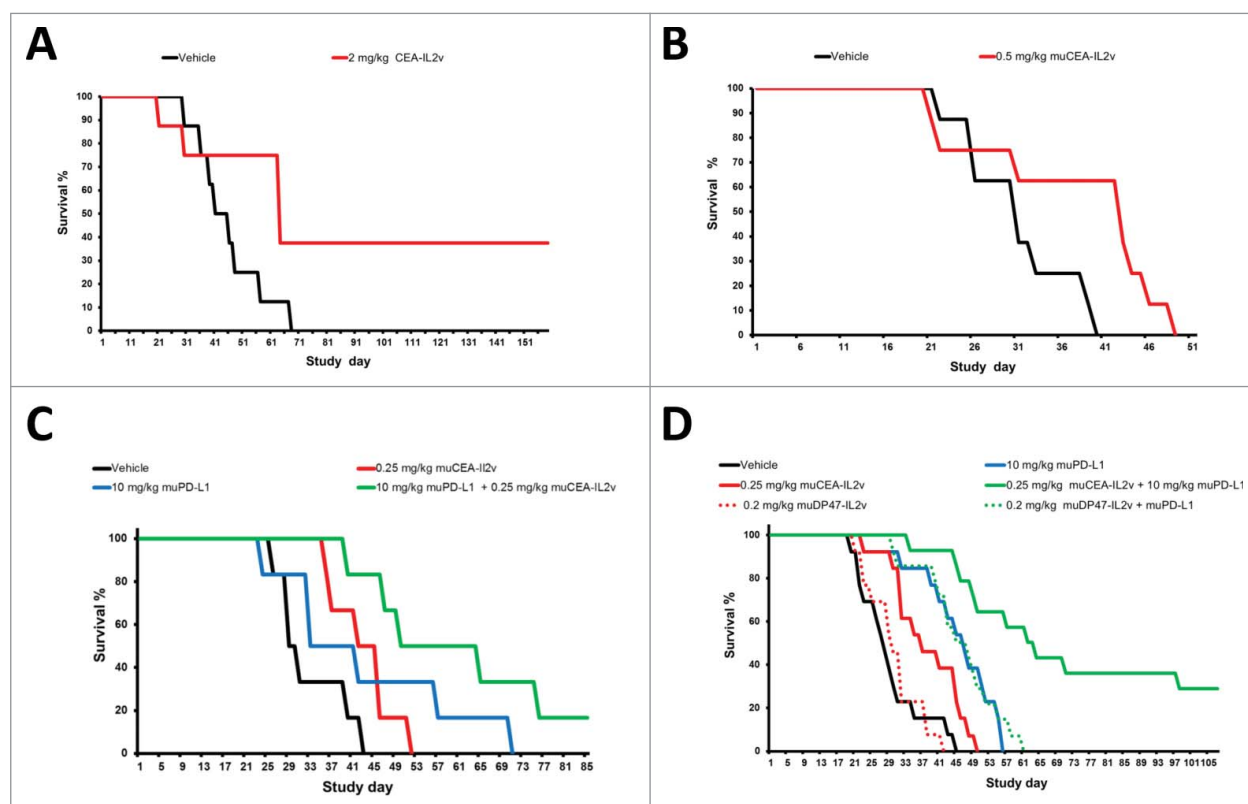 A
Vehicle 2 mg/kg CEA-IL2v
100
90
80
70
60
50
40
30
20
10
0
Survival %
1 11 21 31 41 51 61 71 81 91 101 111 121 131 141 151
Study day
B
Vehicle 0.5 mg/kg muCEA-IL2v
100
90
80
70
60
50
40
30
20
10
0
Survival %
1 6 11 16 21 26 31 36 41 46 51
Study day
C
Vehicle 0.25 mg/kg muCEA-Il2v
10 mg/kg muPD-L1 10 mg/kg muPD-L1 + 0.25 mg/kg muCEA-IL2v
100
80
60
40
20
0
Survival %
1 5 9 13 17 21 25 29 33 37 41 45 49 53 57 61 65 69 73 77 81 85
Study day
D
Vehicle 10 mg/kg muPD-L1
0.25 mg/kg muCEA-IL2v 0.25 mg/kg muCEA-IL2v + 10 mg/kg muPD-L1
0.2 mg/kg muDP47-IL2v 0.2 mg/kg muDP47-IL2v + muPD-L1
100
80
60
40
20
0
Survival %
1 5 9 13 17 21 25 29 33 37 41 45 49 53 57 61 65 69 73 77 81 85 89 93 97 101 105
Study day